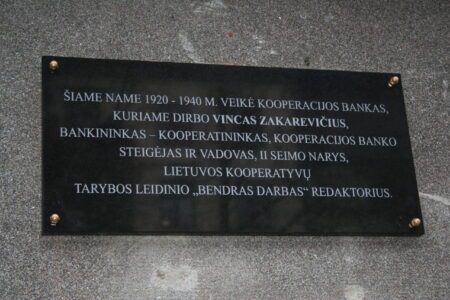 ŠIAME NAME 1920 - 1940 M. VEIKĖ KOOPERACIJOS BANKAS,
KURIAME DIRBO VINCAS ZAKAREVIČIUS,
BANKININKAS – KOOPERATININKAS, KOOPERACIJOS BANKO
STEIGĖJAS IR VADOVAS, II SEIMO NARYS,
LIETUVOS KOOPERATYVŲ
TARYBOS LEIDINIO „BENDRAS DARBAS“ REDAKTORIUS.